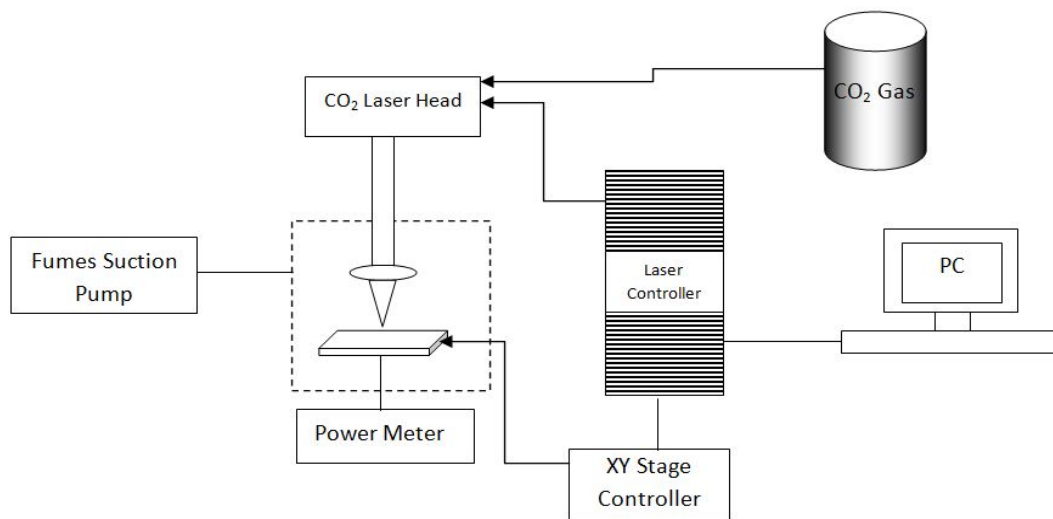 CO₂ Laser Head
CO₂ Gas
Fumes Suction
Pump
Laser
Controller
PC
Power Meter
XY Stage
Controller